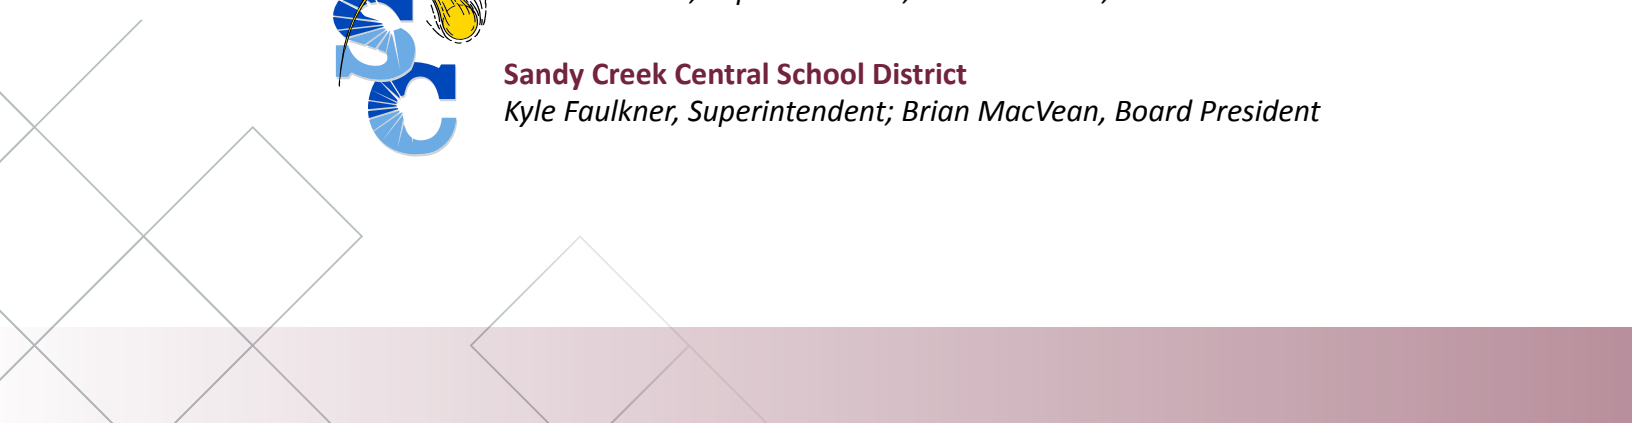 S
C
Sandy Creek Central School District
Kyle Faulkner, Superintendent; Brian MacVean, Board President